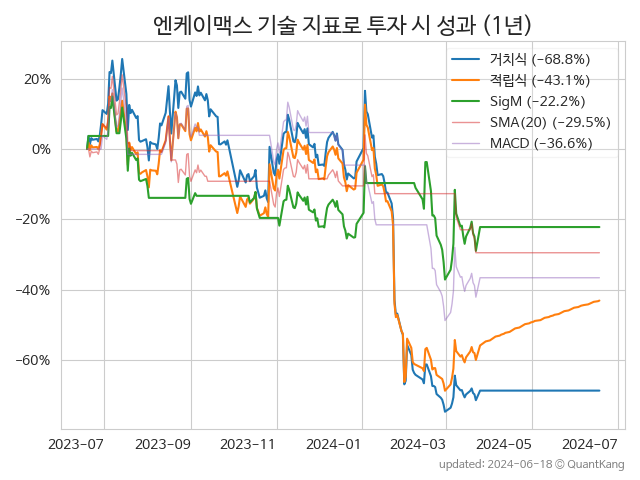 엔케이맥스 기술 지표로 투자 시 성과 (1년)
거치식 (−68.8%)
적립식 (−43.1%)
SigM (−22.2%)
SMA(20) (−29.5%)
MACD (−36.6%)
20%
0%
−20%
−40%
−60%
2023-07 2023-09 2023-11 2024-01 2024-03 2024-05 2024-07
updated: 2024-06-18 © QuantKang